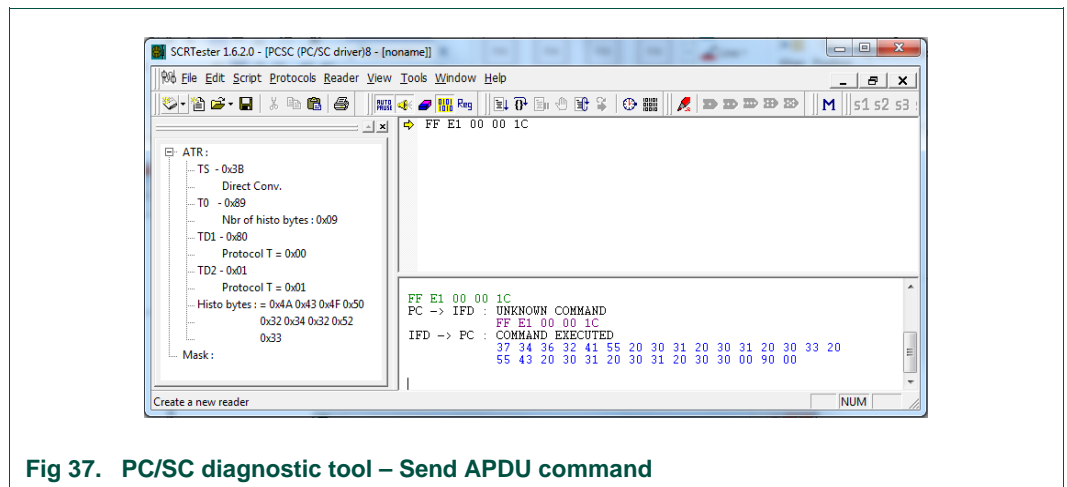 SCRTester 1.6.2.0 - [PCSC (PC/SC driver)8 - [noname]]
File Edit Script Protocols Reader View Tools Window Help
AUTO PAUSE Reg M s1 s2 s3
FF E1 00 00 1C
ATR :
TS - 0x3B
Direct Conv.
T0 - 0x89
Nbr of histo bytes : 0x09
TD1 - 0x80
Protocol T = 0x00
TD2 - 0x01
Protocol T = 0x01
Histo bytes : = 0x4A 0x43 0x4F 0x50
0x32 0x34 0x32 0x52
0x33
Mask :
FF E1 00 00 1C
PC -> IFD : UNKNOWN COMMAND
FF E1 00 00 1C
IFD -> PC : COMMAND EXECUTED
37 34 36 32 41 55 20 30 31 20 30 31 20 30 33 20
55 43 20 30 31 20 30 31 20 30 30 00 90 00
Create a new reader
NUM
Fig 37. PC/SC diagnostic tool – Send APDU command